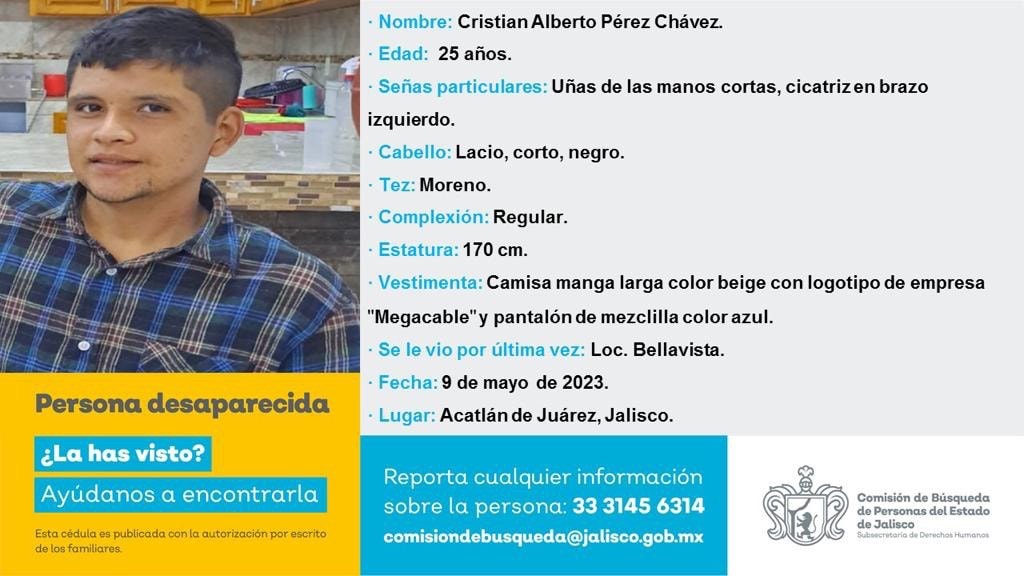 · Nombre: Cristian Alberto Pérez Chávez.
· Edad: 25 años.
· Señas particulares: Uñas de las manos cortas, cicatriz en brazo
izquierdo.
· Cabello: Lacio, corto, negro.
· Tez: Moreno.
· Complexión: Regular.
· Estatura: 170 cm.
· Vestimenta: Camisa manga larga color beige con logotipo de empresa
"Megacable" y pantalón de mezclilla color azul.
· Se le vio por última vez: Loc. Bellavista.
· Fecha: 9 de mayo de 2023.
· Lugar: Acatlán de Juárez, Jalisco.
Persona desaparecida
¿La has visto?
Ayúdanos a encontrarla
Esta cédula es publicada con la autorización por escrito
de los familiares.
Reporta cualquier información
sobre la persona: 33 3145 6314
comisiondebusqueda@jalisco.gob.mx
Comisión de Búsqueda
de Personas del Estado
de Jalisco
Subsecretaría de Derechos Humanos